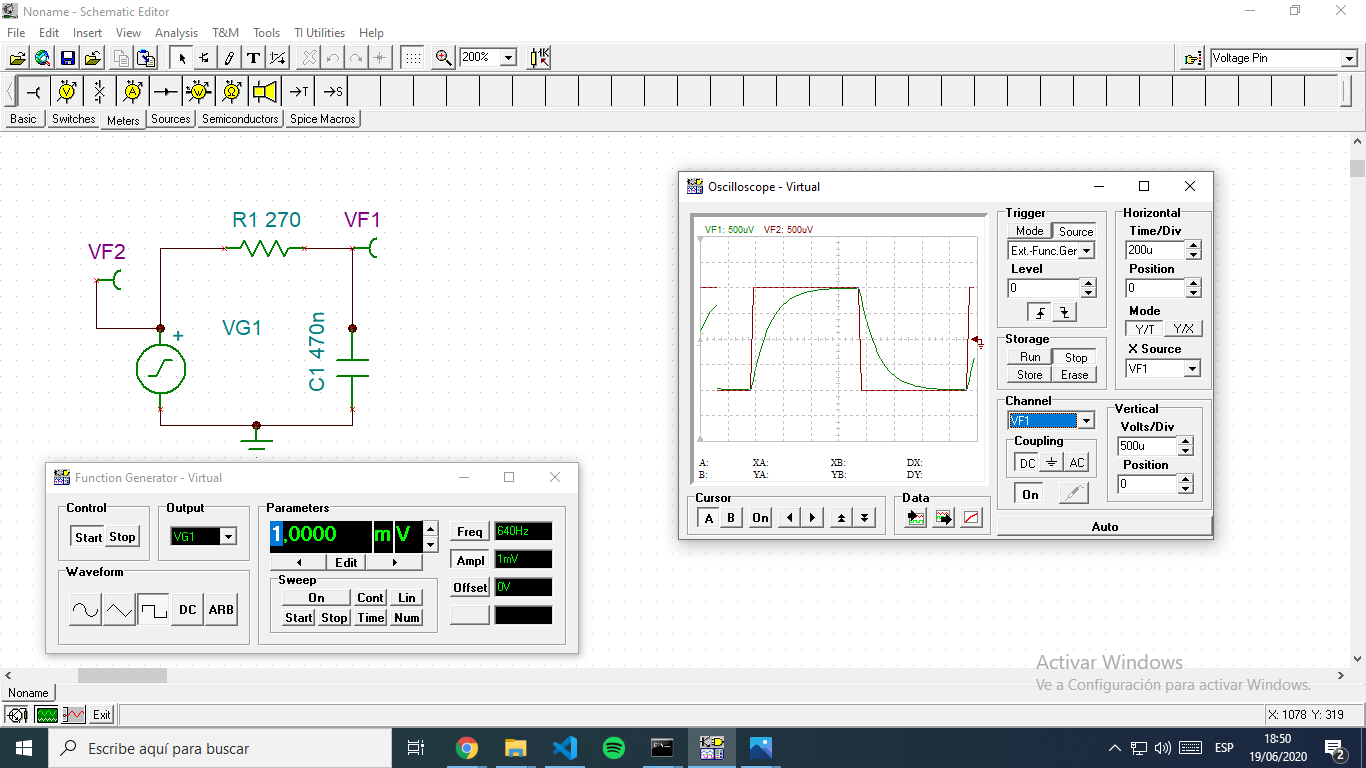 Noname - Schematic Editor
File Edit Insert View Analysis T&M Tools TI Utilities Help
T 200% 1K Voltage Pin
V A W Ω →T →S
Basic Switches Meters Sources Semiconductors Spice Macros
R1 270 VF1
VF2
VG1
+
C1 470n
Oscilloscope - Virtual
VF1: 500uV VF2: 500uV
A: XA: XB: DX:
B: YA: YB: DY:
Cursor
A B On
Data
Trigger
Mode Source
Ext.-Func.Ger
Level
0
Storage
Run Stop
Store Erase
Horizontal
Time/Div
200u
Position
0
Mode
Y/T Y/X
X Source
VF1
Channel
VF1
Coupling
DC AC
On
Vertical
Volts/Div
500u
Position
0
Auto
Function Generator - Virtual
Control
Start Stop
Output
VG1
Waveform
DC ARB
Parameters
1,0000 m V
Edit
Sweep
On Cont Lin
Start Stop Time Num
Freq 640Hz
Ampl 1mV
Offset 0V
Activar Windows
Ve a Configuración para activar Windows.
Noname
Exit
X: 1078 Y: 319
Escribe aquí para buscar
ESP
18:50
19/06/2020
2